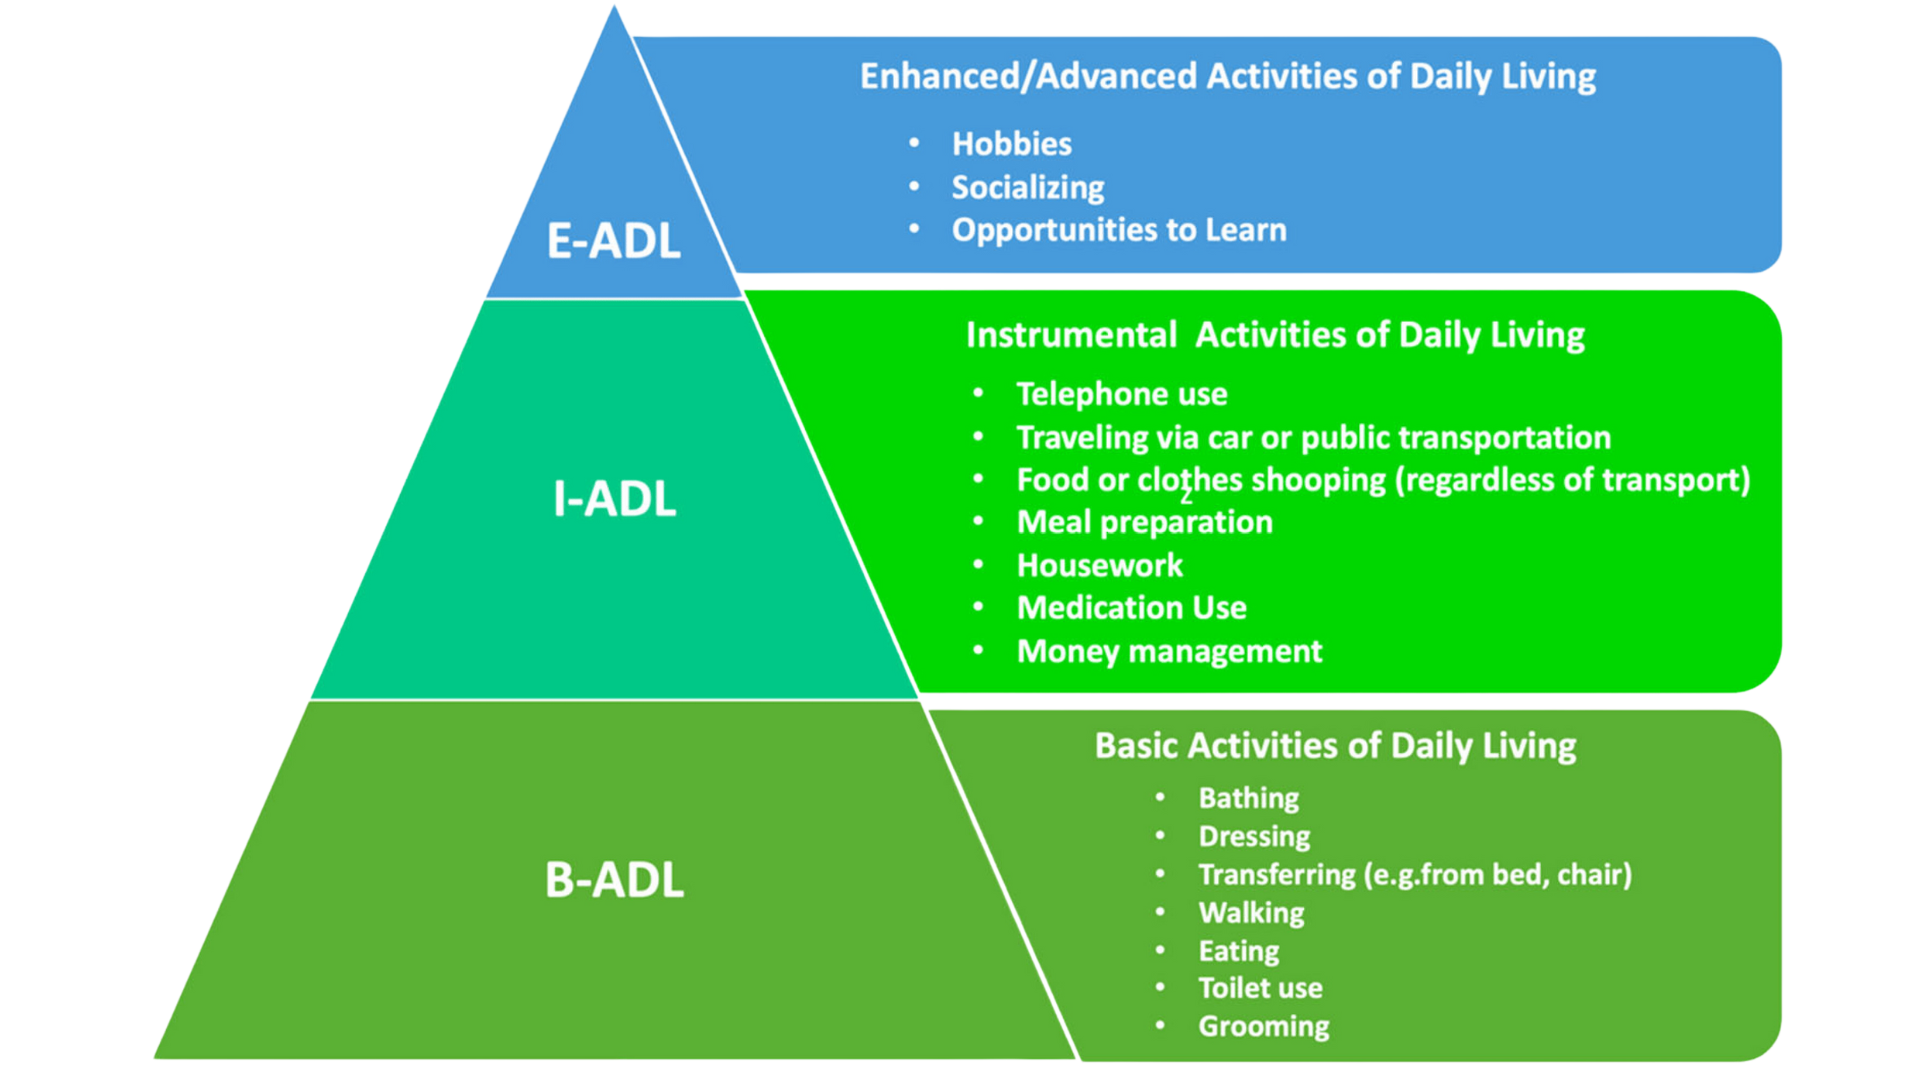 Enhanced/Advanced Activities of Daily Living
• Hobbies
• Socializing
• Opportunities to Learn
E-ADL
Instrumental Activities of Daily Living
• Telephone use
• Traveling via car or public transportation
• Food or clothes shooping (regardless of transport)
z
• Meal preparation
• Housework
• Medication Use
• Money management
I-ADL
Basic Activities of Daily Living
• Bathing
• Dressing
• Transferring (e.g.from bed, chair)
• Walking
• Eating
• Toilet use
• Grooming
B-ADL